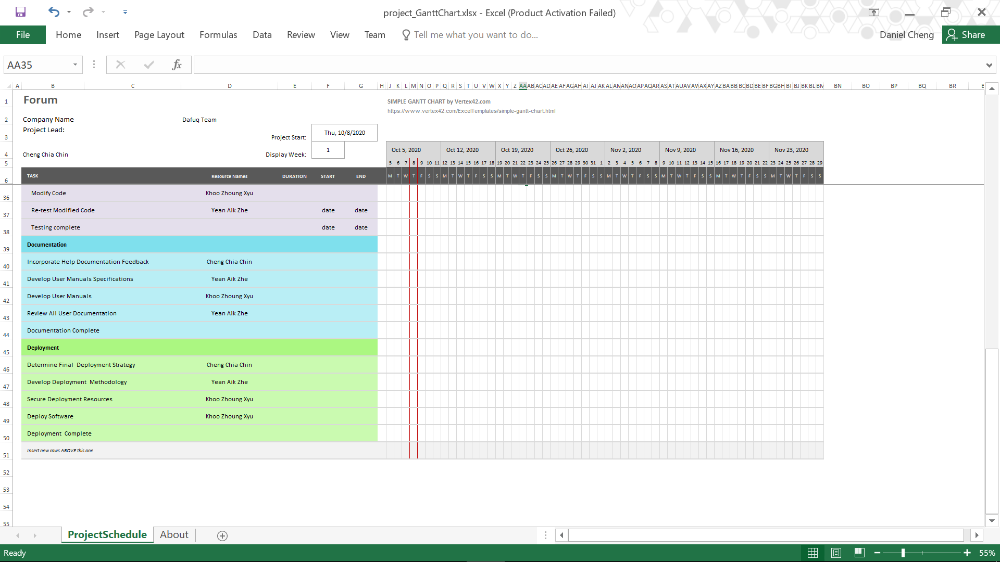 project_GanttChart.xlsx - Excel (Product Activation Failed)
File Home Insert Page Layout Formulas Data Review View Team Tell me what you want to do... Daniel Cheng Share
AA35 fx
A B C D E F G H J K L M N O P Q R S T U V W X Y Z AA AB AC AD AE AF AG AH AI AJ AK AL AM AN AO AP AQ AR AS AT AU AV AW AX AY AZ BA BB BC BD BE BF BG BH BI BJ BK BL BM BN BO BP BQ BR
1 Forum SIMPLE GANTT CHART by Vertex42.com
https://www.vertex42.com/ExcelTemplates/simple-gantt-chart.html
2 Company Name Dafuq Team
Project Lead:
3 Project Start: Thu, 10/8/2020
4 Cheng Chia Chin Display Week: 1 Oct 5, 2020 Oct 12, 2020 Oct 19, 2020 Oct 26, 2020 Nov 2, 2020 Nov 9, 2020 Nov 16, 2020 Nov 23, 2020
5 5 6 7 8 9 10 11 12 13 14 15 16 17 18 19 20 21 22 23 24 25 26 27 28 29 30 31 1 2 3 4 5 6 7 8 9 10 11 12 13 14 15 16 17 18 19 20 21 22 23 24 25 26 27 28 29
6 TASK Resource Names DURATION START END M T W T F S S M T W T F S S M T W T F S S M T W T F S S M T W T F S S M T W T F S S M T W T F S S M T W T F S S
36 Modify Code Khoo Zhoung Xyu
37 Re-test Modified Code Yean Aik Zhe date date
38 Testing complete date date
39 Documentation
40 Incorporate Help Documentation Feedback Cheng Chia Chin
41 Develop User Manuals Specifications Yean Aik Zhe
42 Develop User Manuals Khoo Zhoung Xyu
43 Review All User Documentation Yean Aik Zhe
44 Documentation Complete
45 Deployment
46 Determine Final  Deployment Strategy Cheng Chia Chin
47 Develop Deployment  Methodology Yean Aik Zhe
48 Secure Deployment Resources Khoo Zhoung Xyu
49 Deploy Software Khoo Zhoung Xyu
50 Deployment  Complete
51 Insert new rows ABOVE this one
52
53
54
55
ProjectSchedule About
Ready 55%